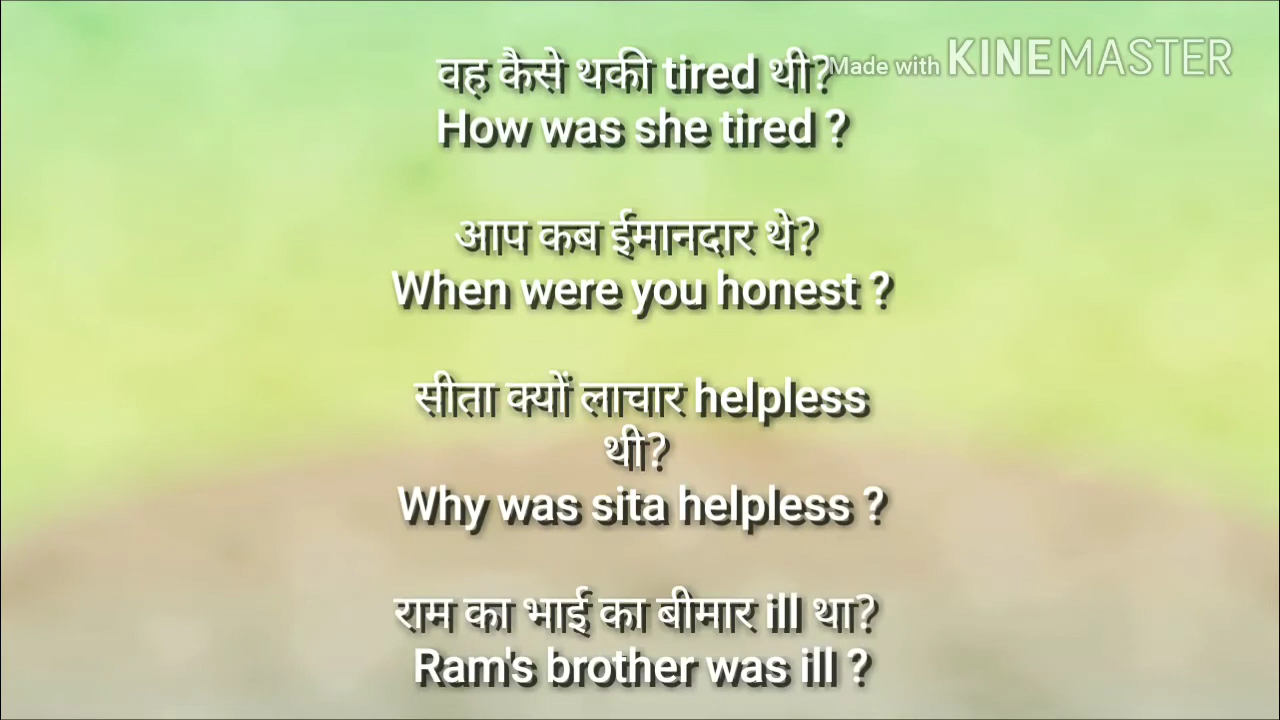 वह कैसे थकी tired थी?
Made with KINEMASTER
How was she tired ?
आप कब ईमानदार थे?
When were you honest ?
सीता क्यों लाचार helpless
थी?
Why was sita helpless ?
राम का भाई का बीमार ill था?
Ram's brother was ill ?